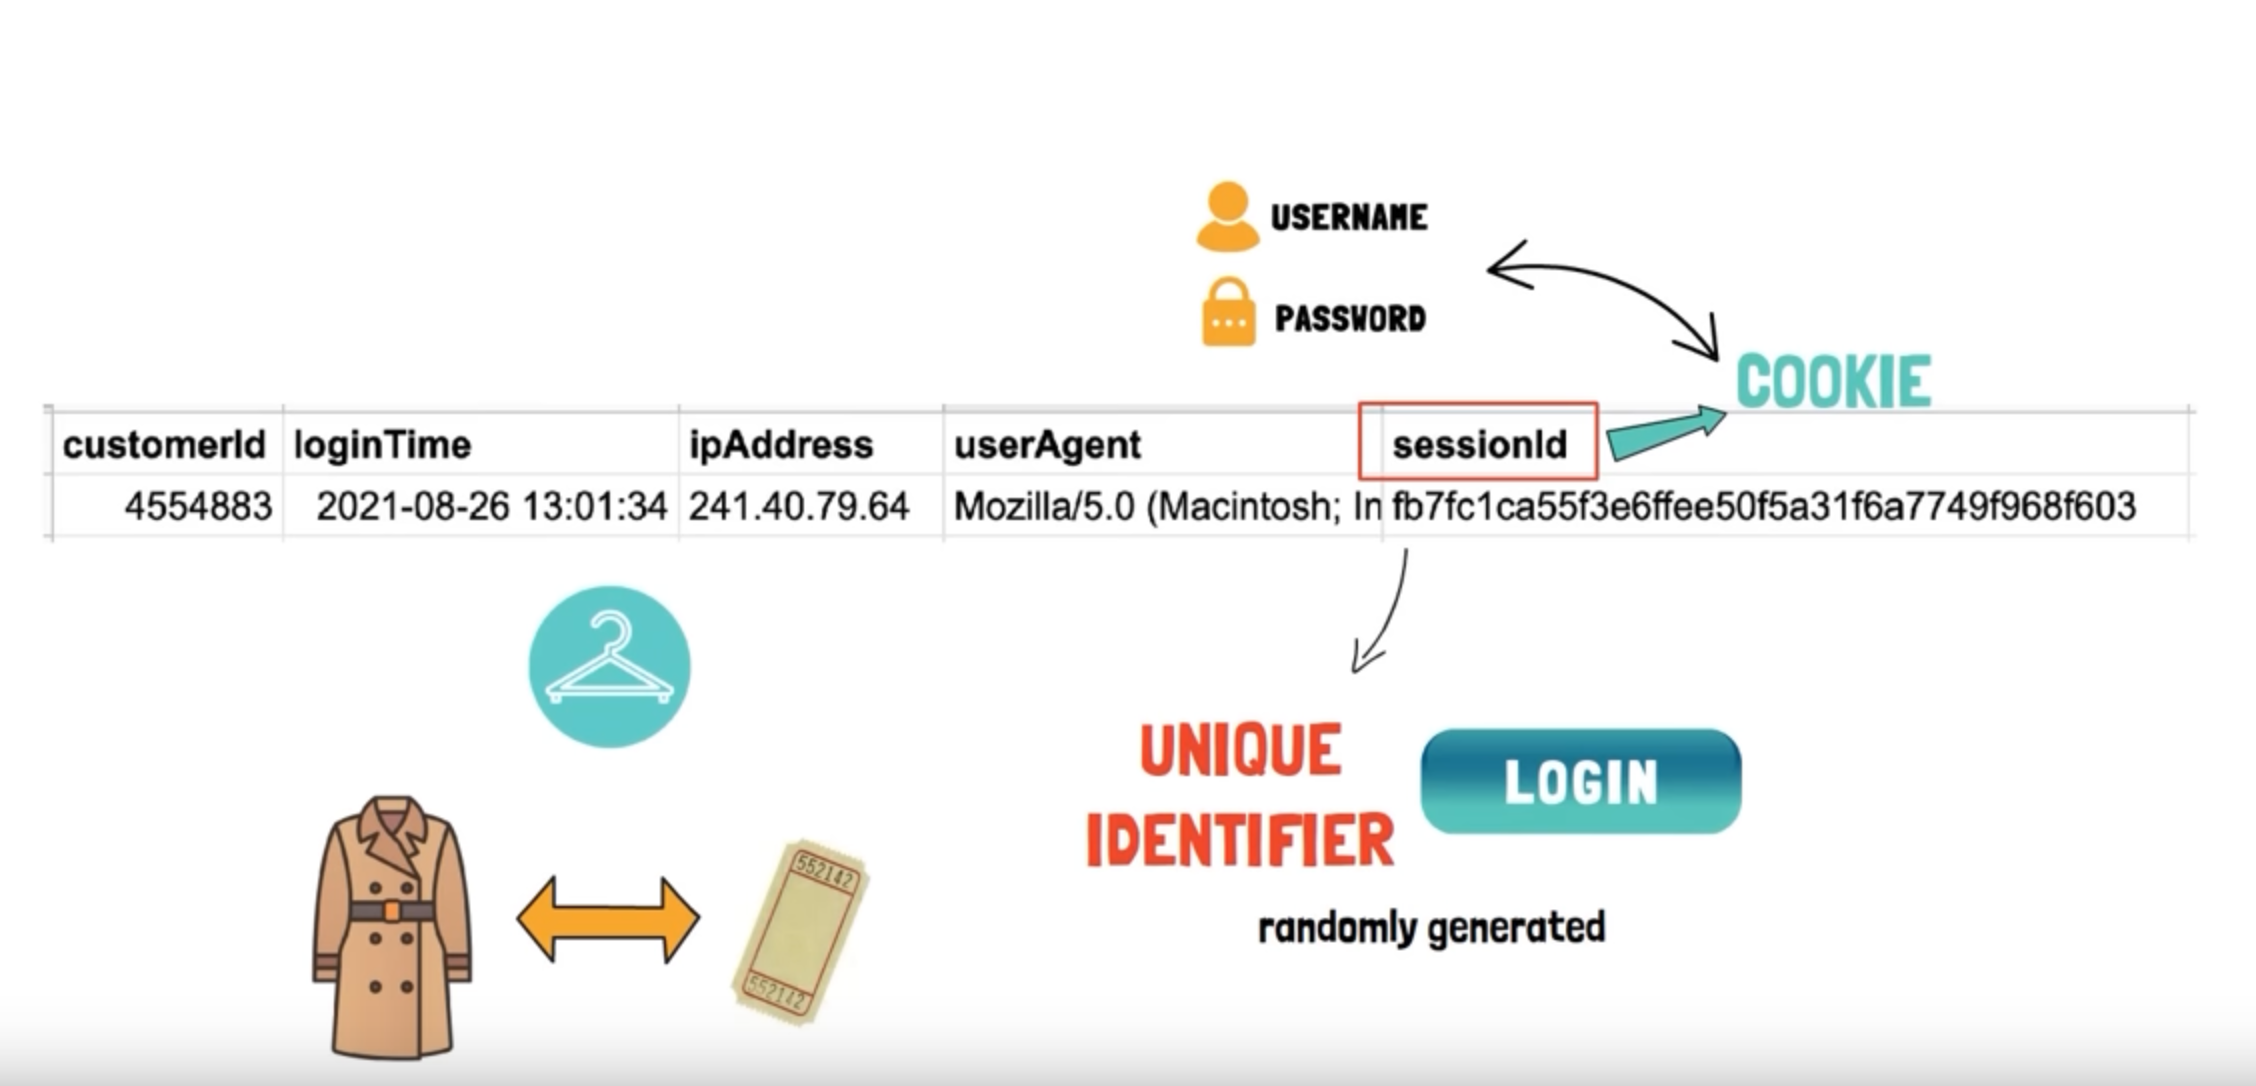 USERNAME
PASSWORD
COOKIE
customerId loginTime ipAddress userAgent sessionId
4554883 2021-08-26 13:01:34 241.40.79.64 Mozilla/5.0 (Macintosh; In fb7fc1ca55f3e6ffee50f5a31f6a7749f968f603
UNIQUE
IDENTIFIER
LOGIN
randomly generated
552142
552142